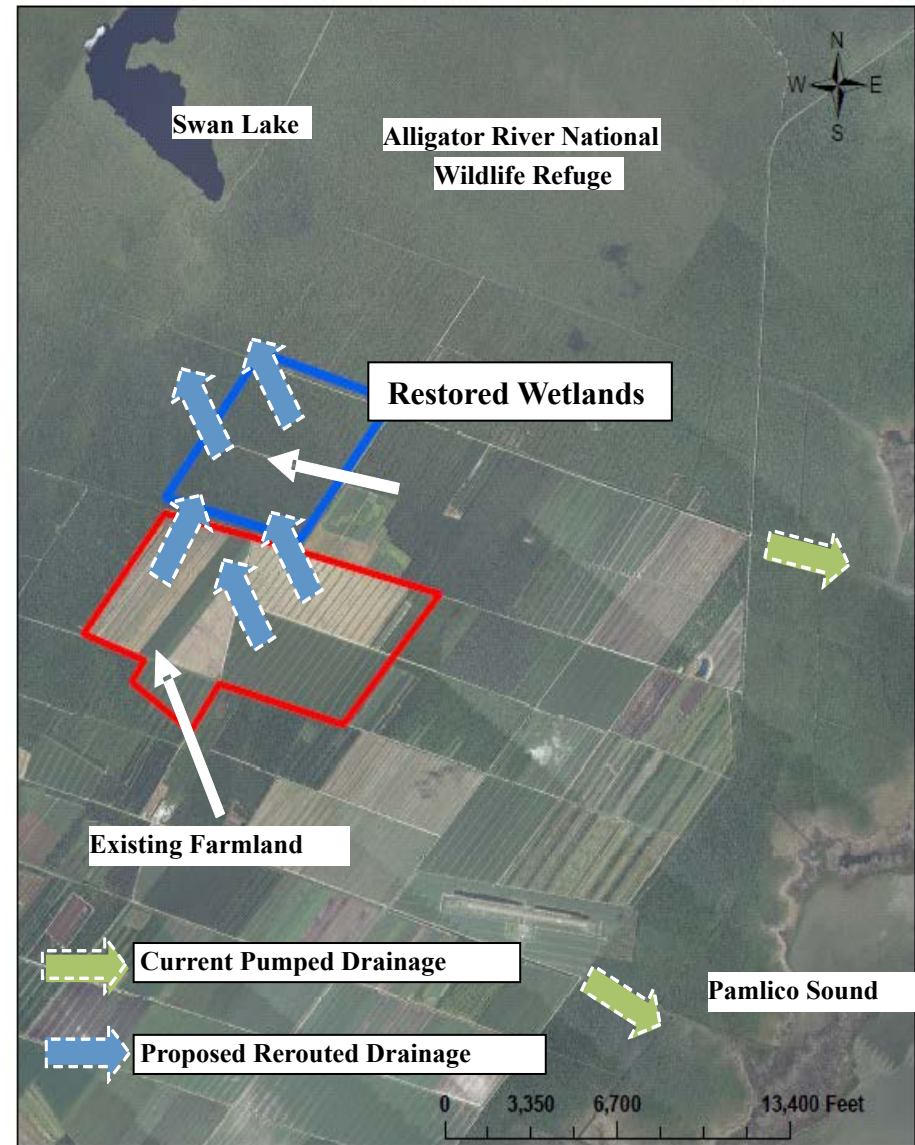 N
W E
S
Swan Lake
Alligator River National
Wildlife Refuge
Restored Wetlands
Existing Farmland
Current Pumped Drainage
Pamlico Sound
Proposed Rerouted Drainage
0 3,350 6,700 13,400 Feet